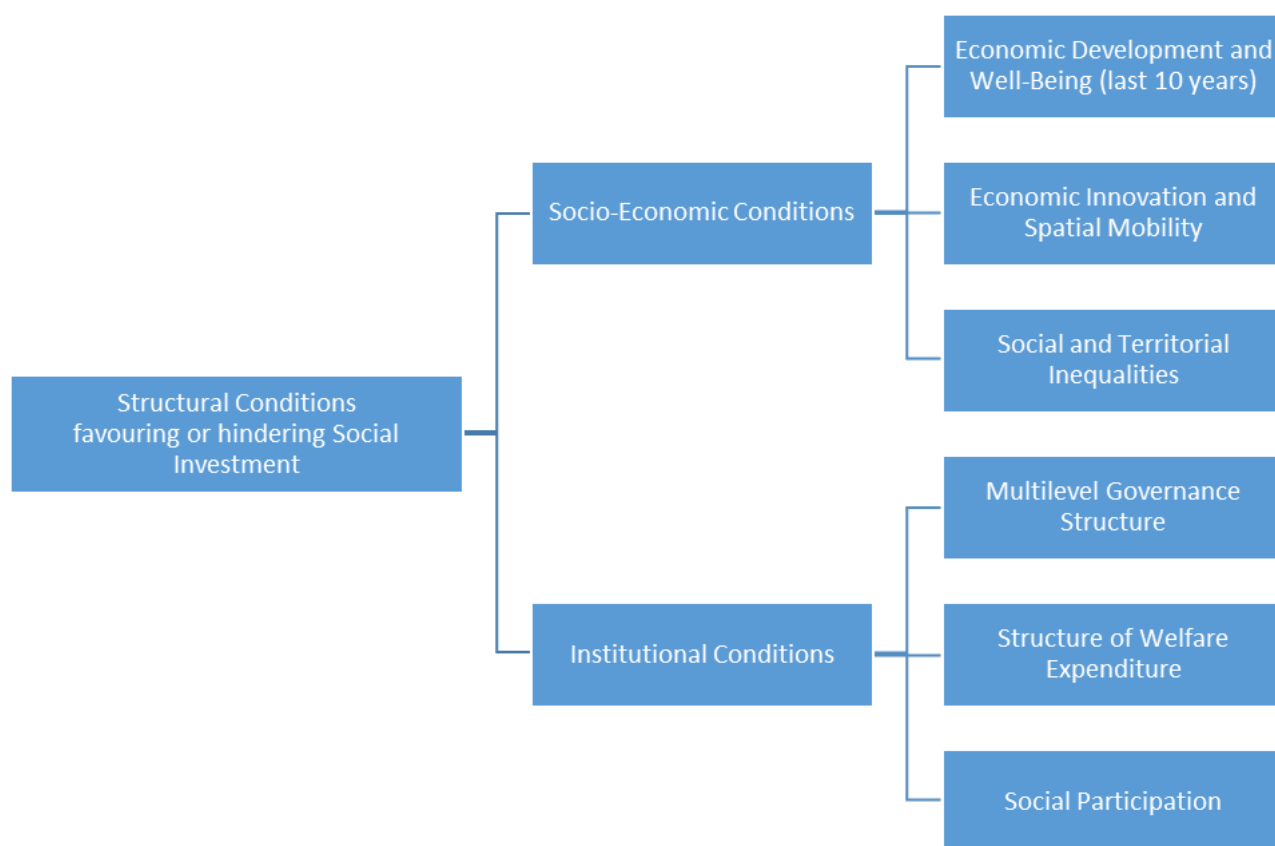 Structural Conditions
favouring or hindering Social
Investment
Socio-Economic Conditions
Economic Development and
Well-Being (last 10 years)
Economic Innovation and
Spatial Mobility
Social and Territorial
Inequalities
Institutional Conditions
Multilevel Governance
Structure
Structure of Welfare
Expenditure
Social Participation